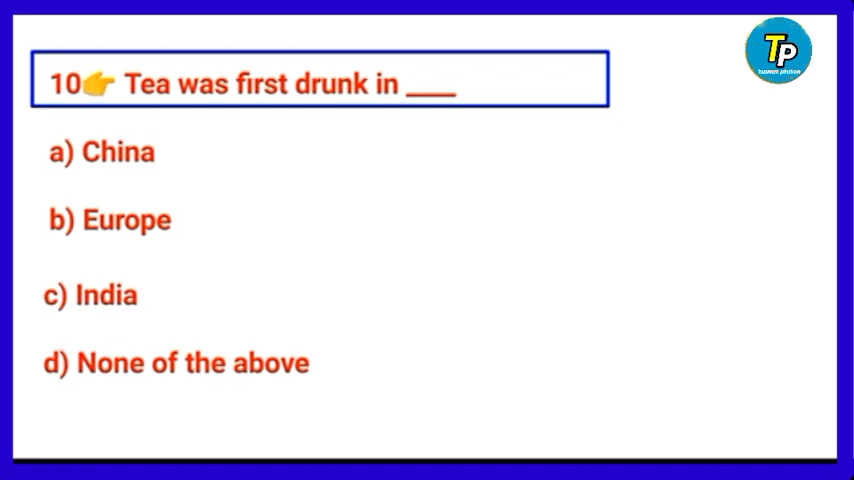 TP
10👉 Tea was first drunk in ____
a) China
b) Europe
c) India
d) None of the above